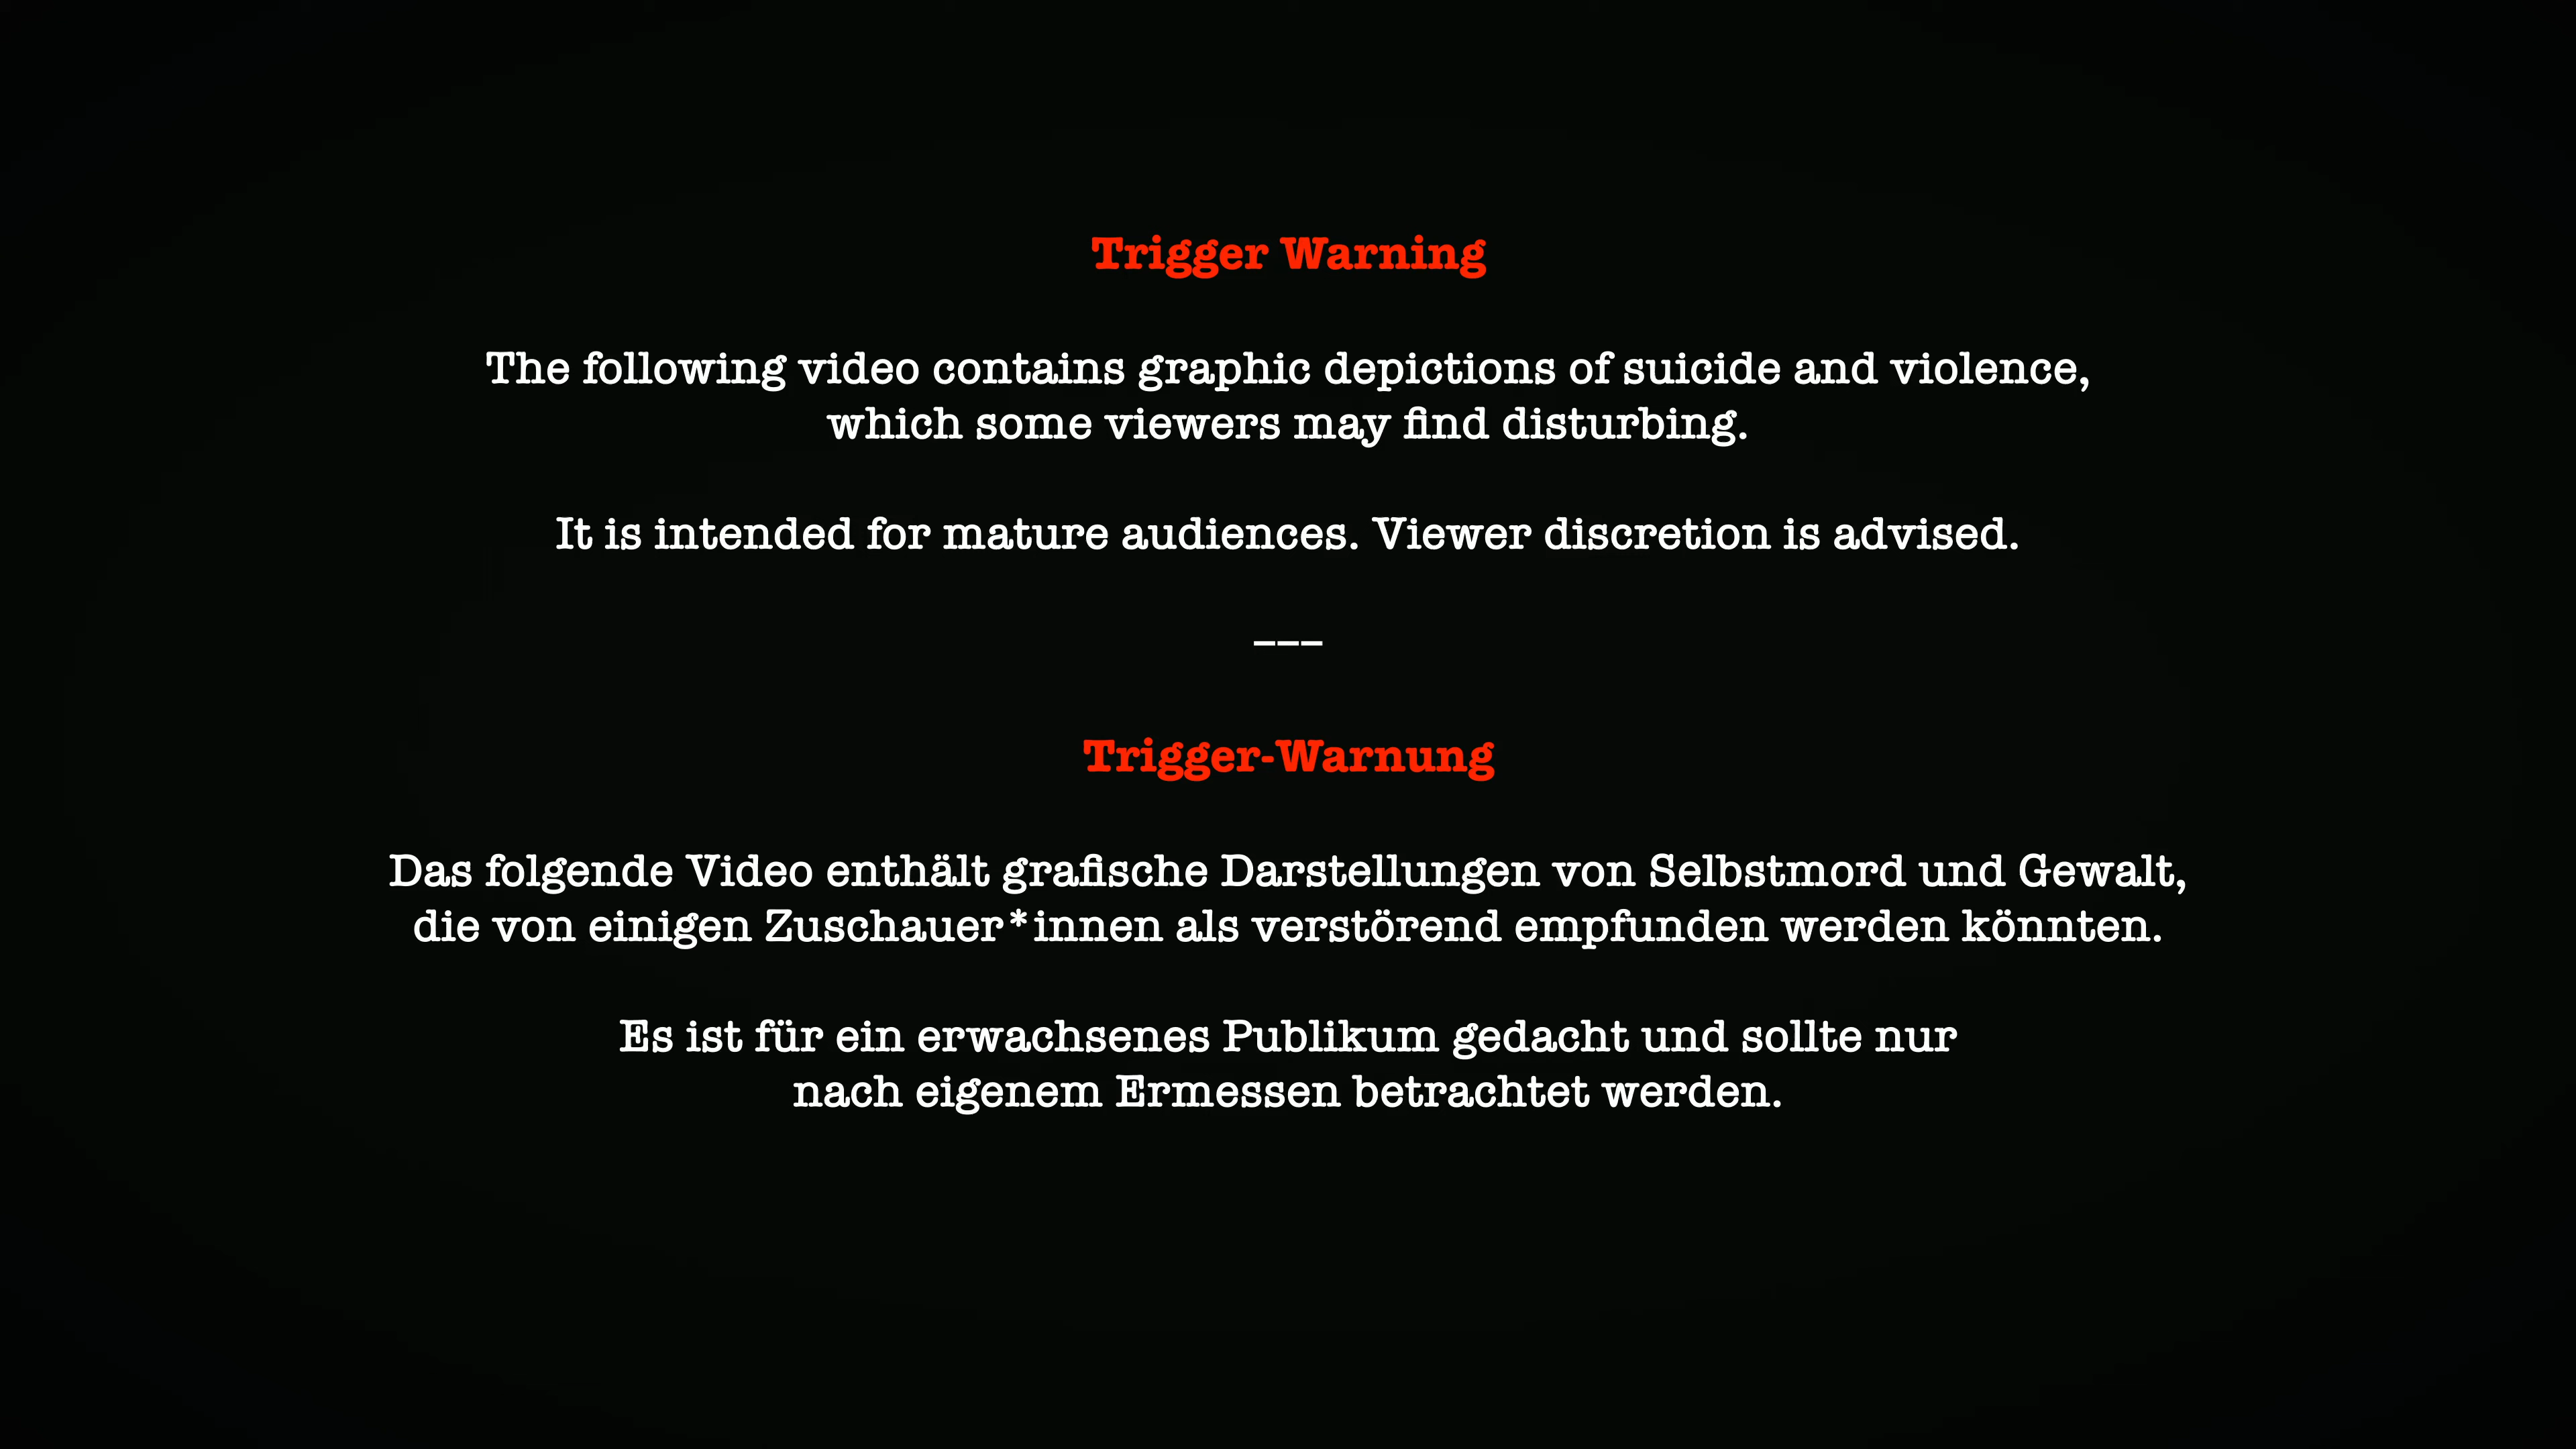 Trigger Warning
The following video contains graphic depictions of suicide and violence,
which some viewers may find disturbing.
It is intended for mature audiences. Viewer discretion is advised.
–––
Trigger-Warnung
Das folgende Video enthält grafische Darstellungen von Selbstmord und Gewalt,
die von einigen Zuschauer*innen als verstörend empfunden werden könnten.
Es ist für ein erwachsenes Publikum gedacht und sollte nur
nach eigenem Ermessen betrachtet werden.